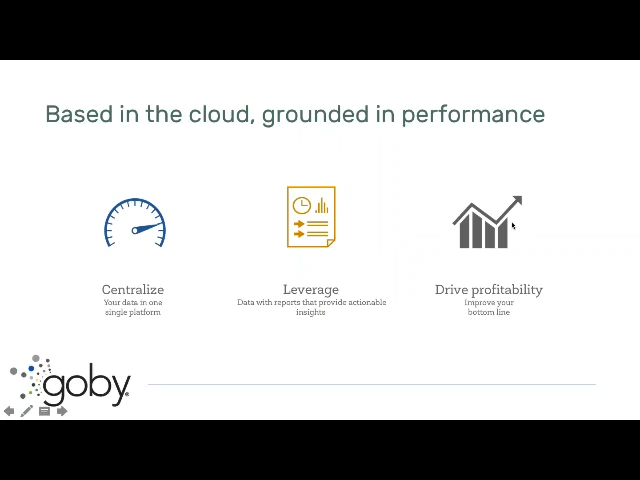 Based in the cloud, grounded in performance
Centralize
Your data in one
single platform
Leverage
Data with reports that provide actionable
insights
Drive profitability
Improve your
bottom line
goby